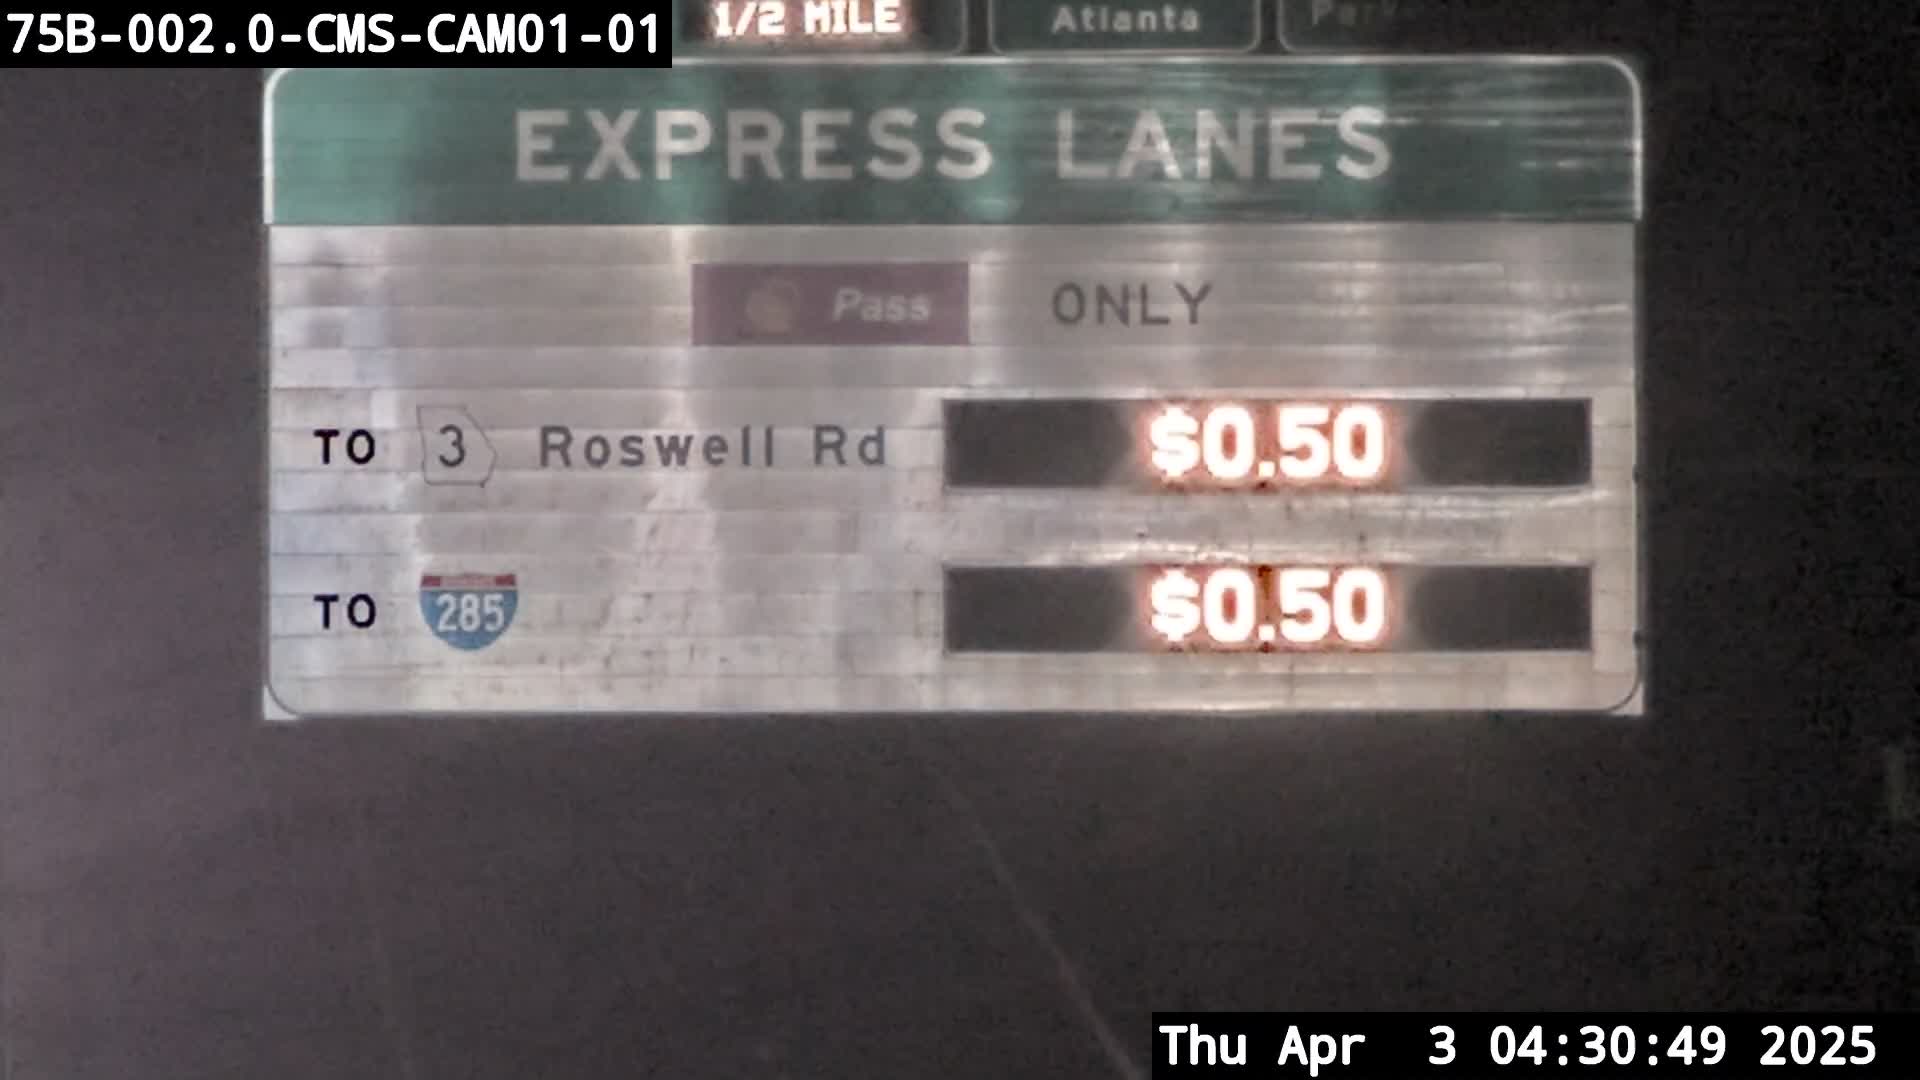 75B-002.0-CMS-CAM01-01
1/2 MILE
Atlanta
EXPRESS LANES
Pass ONLY
TO 3 Roswell Rd $0.50
TO 285 $0.50
Thu Apr 3 04:30:49 2025